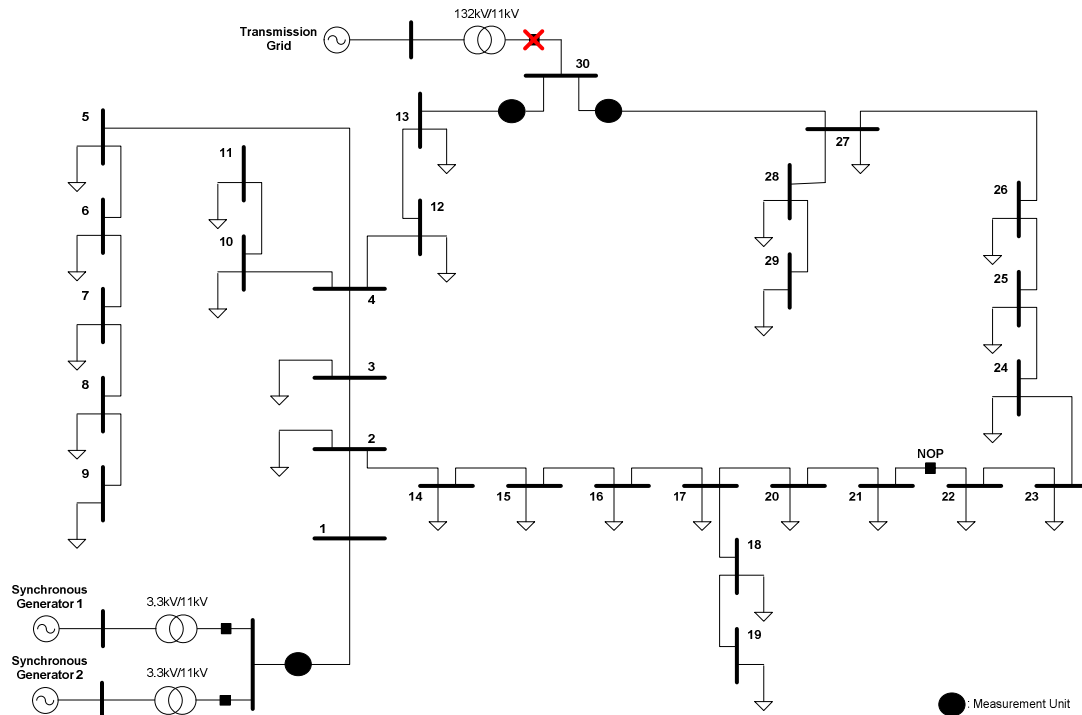 132kV/11kV
Transmission
Grid
30
5
13
27
11
28
26
6
12
10
29
25
7
4
24
3
8
2
NOP
9
14
15
16
17
20
21
22
23
1
18
Synchronous
Generator 1
3.3kV/11kV
19
Synchronous
Generator 2
3.3kV/11kV
: Measurement Unit